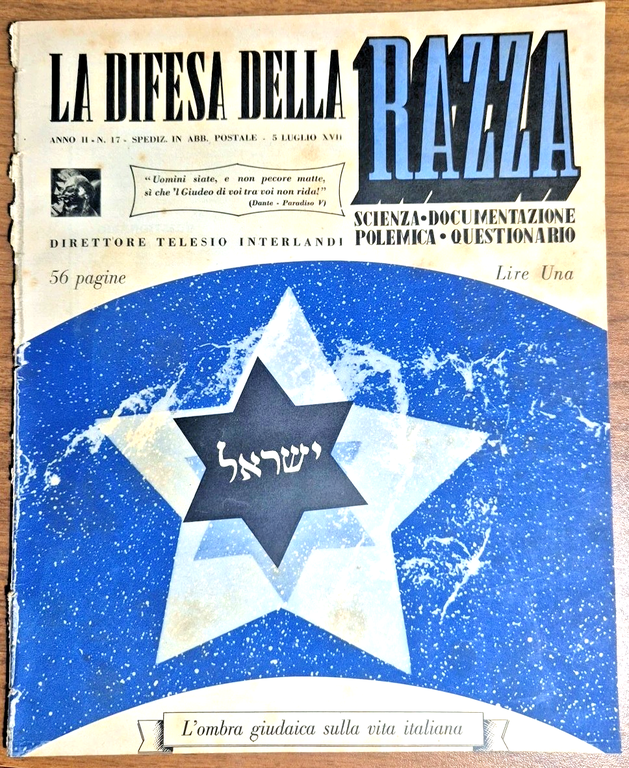 LA DIFESA DELLA RAZZA
ANNO II - N. 17 - SPEDIZ. IN ABB. POSTALE - 5 LUGLIO XVII
“Uomini siate, e non pecore matte,
sì che 'l Giudeo di voi tra voi non rida!”
(Dante - Paradiso V)
SCIENZA·DOCUMENTAZIONE
POLEMICA·QUESTIONARIO
DIRETTORE TELESIO INTERLANDI
56 pagine
Lire Una
ישראל
L'ombra giudaica sulla vita italiana